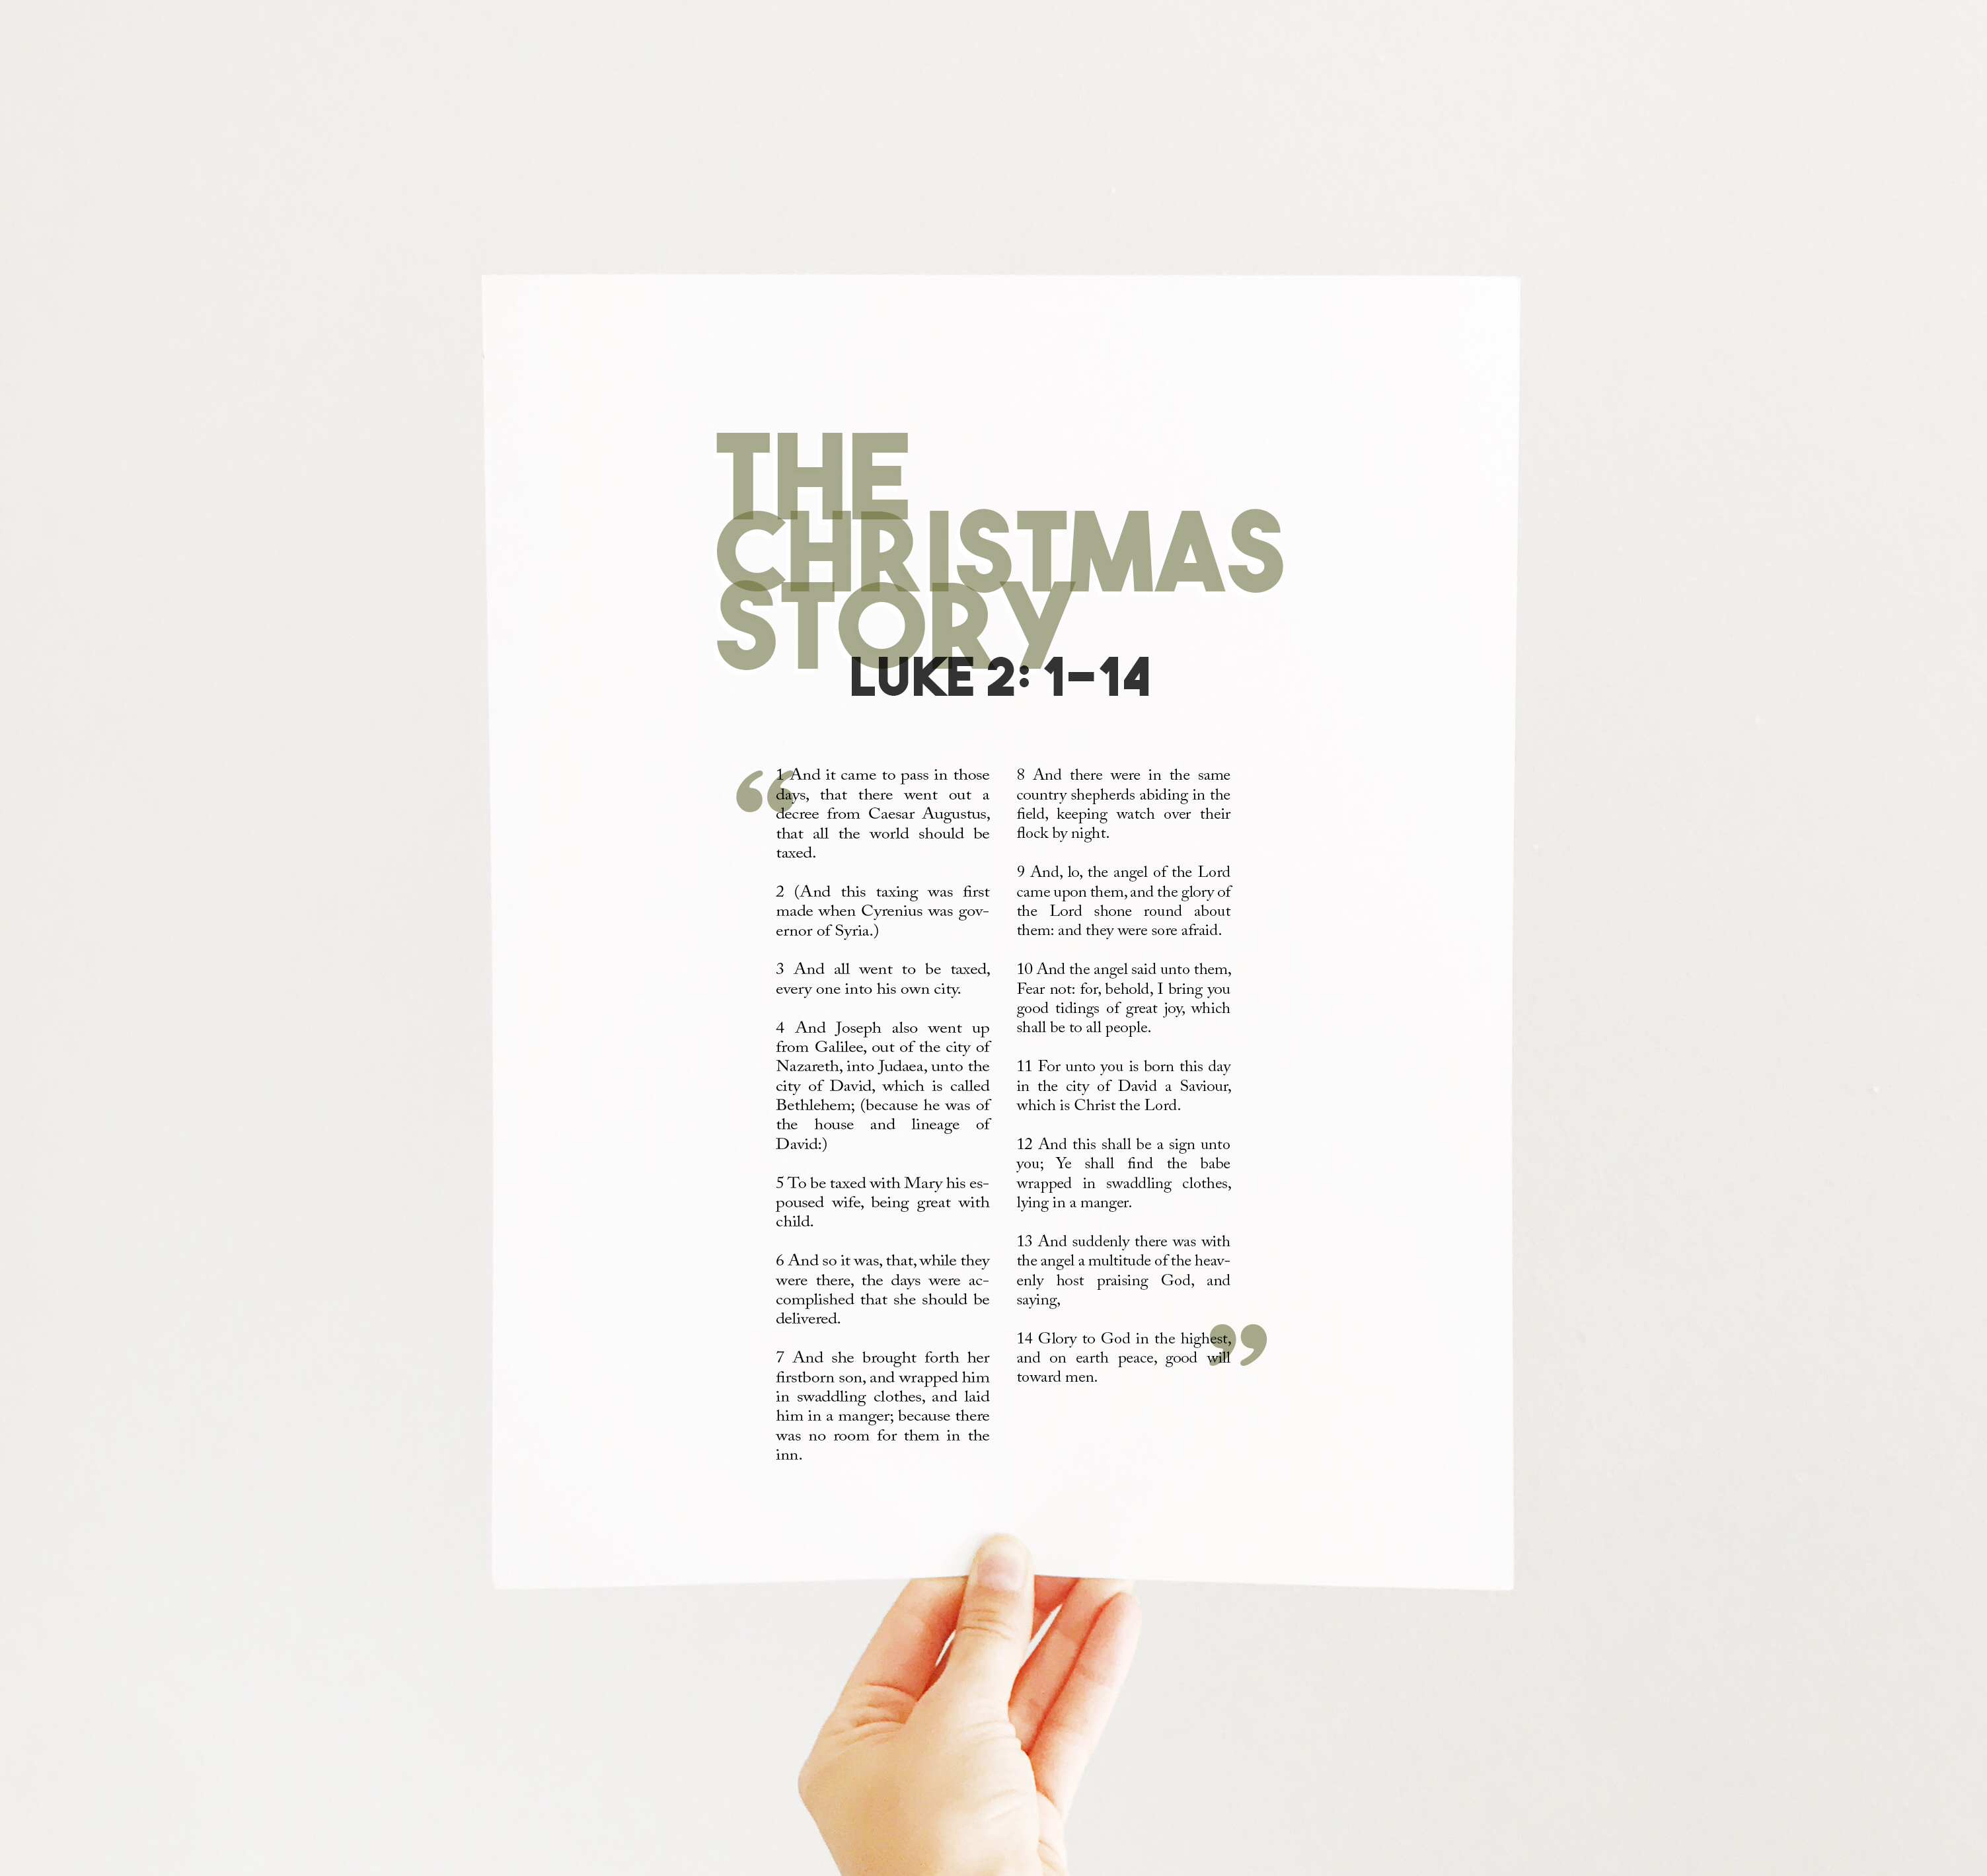 THE
CHRISTMAS
STORY
LUKE 2: 1-14
“
1 And it came to pass in those
days, that there went out a
decree from Caesar Augustus,
that all the world should be
taxed.
2 (And this taxing was first
made when Cyrenius was gov-
ernor of Syria.)
3 And all went to be taxed,
every one into his own city.
4 And Joseph also went up
from Galilee, out of the city of
Nazareth, into Judaea, unto the
city of David, which is called
Bethlehem; (because he was of
the house and lineage of
David:)
5 To be taxed with Mary his es-
poused wife, being great with
child.
6 And so it was, that, while they
were there, the days were ac-
complished that she should be
delivered.
7 And she brought forth her
firstborn son, and wrapped him
in swaddling clothes, and laid
him in a manger; because there
was no room for them in the
inn.
8 And there were in the same
country shepherds abiding in the
field, keeping watch over their
flock by night.
9 And, lo, the angel of the Lord
came upon them, and the glory of
the Lord shone round about
them: and they were sore afraid.
10 And the angel said unto them,
Fear not: for, behold, I bring you
good tidings of great joy, which
shall be to all people.
11 For unto you is born this day
in the city of David a Saviour,
which is Christ the Lord.
12 And this shall be a sign unto
you; Ye shall find the babe
wrapped in swaddling clothes,
lying in a manger.
13 And suddenly there was with
the angel a multitude of the heav-
enly host praising God, and
saying,
14 Glory to God in the highest,
and on earth peace, good will
toward men.
”